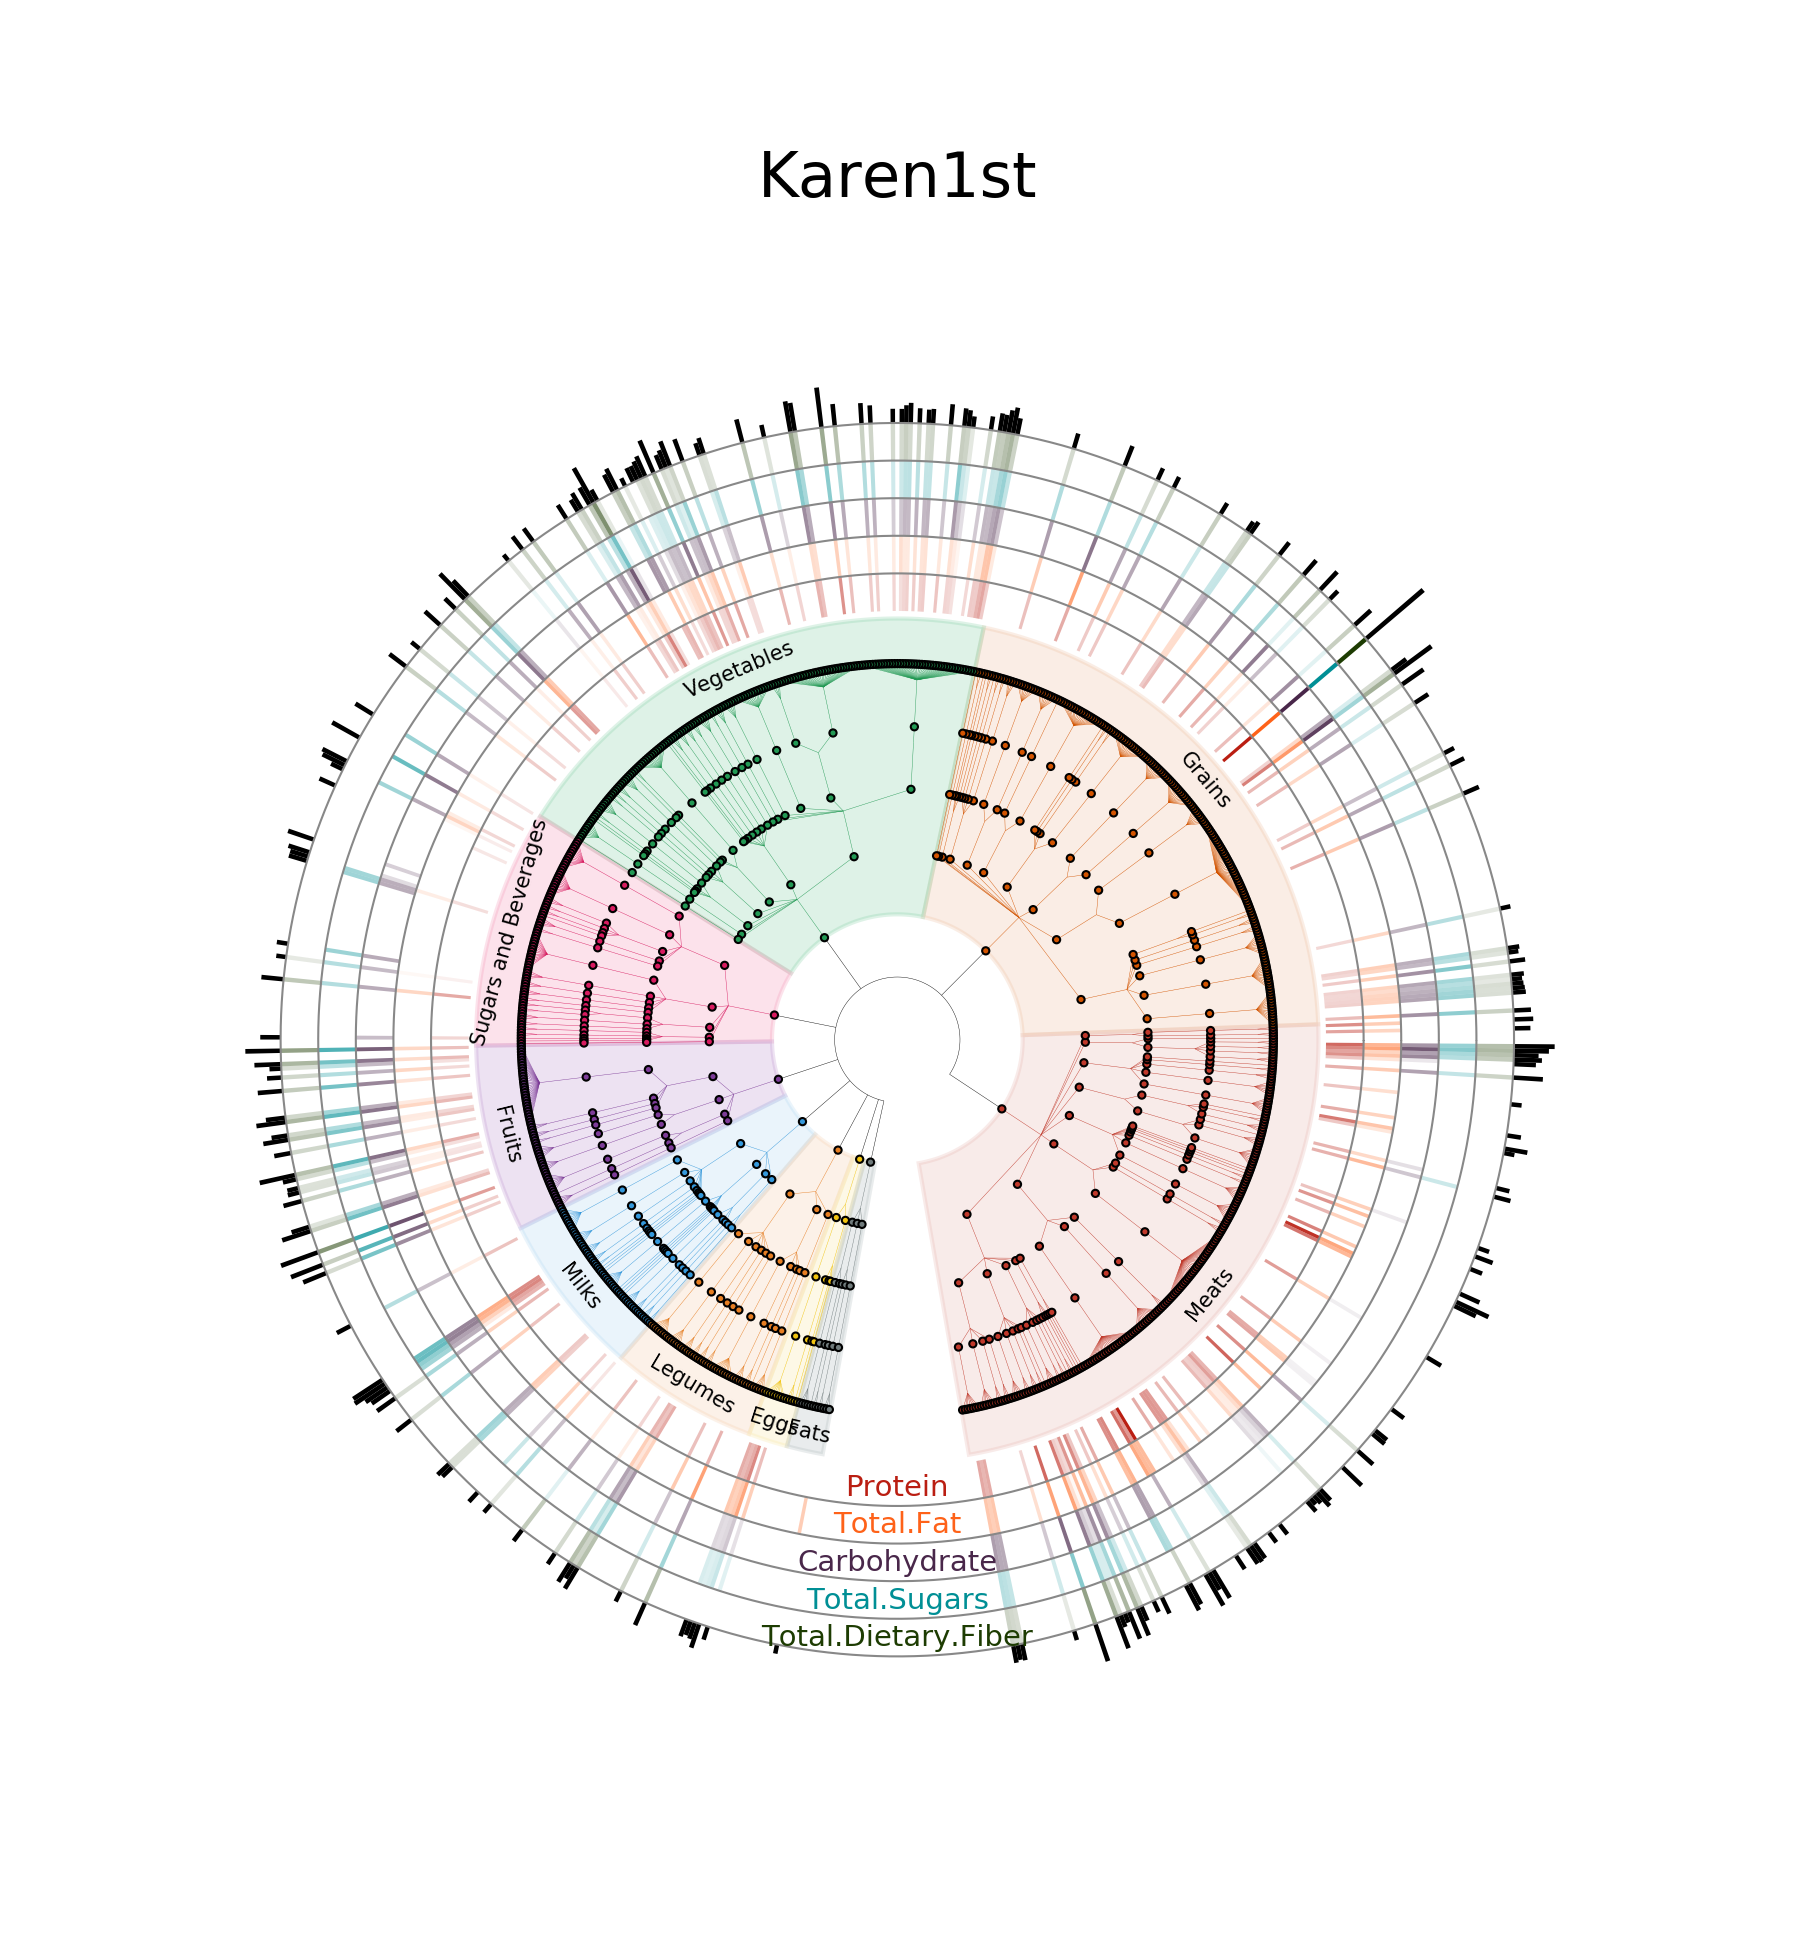 Karen1st
Vegetables
Grains
Sugars and Beverages
Fruits
Milks
Meats
Legumes
Eggs
Fats
Protein
Total.Fat
Carbohydrate
Total.Sugars
Total.Dietary.Fiber